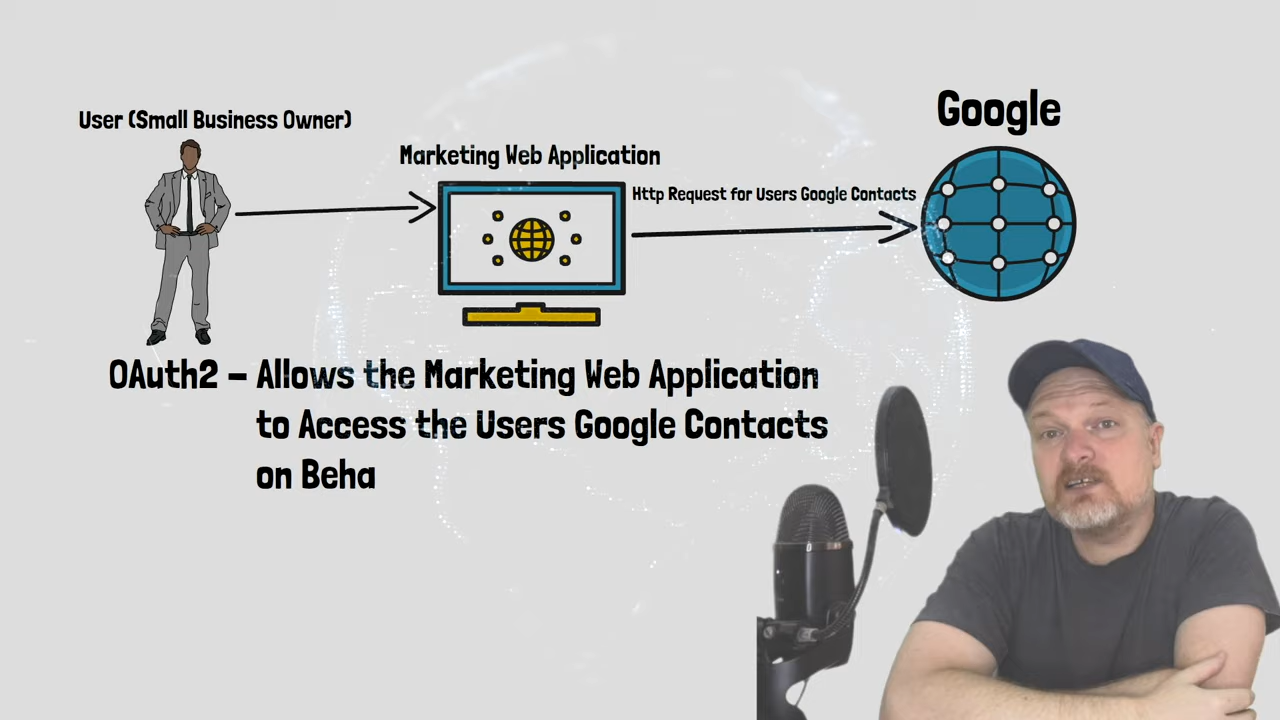 User (Small Business Owner)
Marketing Web Application
Http Request for Users Google Contacts
Google
OAuth2 – Allows the Marketing Web Application
to Access the Users Google Contacts
on Beha